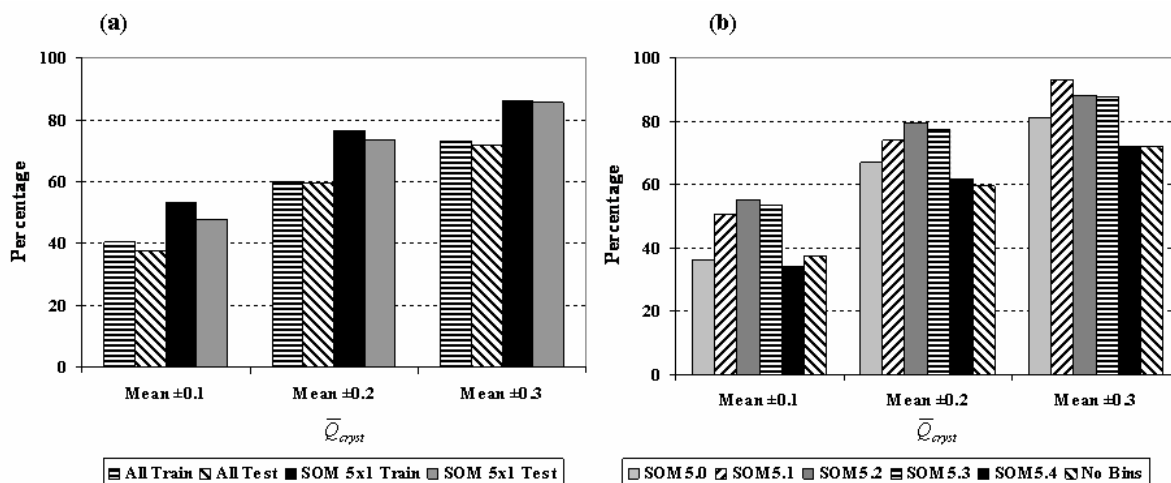 (a)
100
80
60
40
20
0
Percentage
Mean ±0.1
Mean ±0.2
Mean ±0.3
Q̅cryst
All Train
All Test
SOM 5x1 Train
SOM 5x1 Test
(b)
100
80
60
40
20
0
Percentage
Mean ±0.1
Mean ±0.2
Mean ±0.3
Q̅cryst
SOM5.0
SOM5.1
SOM5.2
SOM5.3
SOM5.4
No Bins